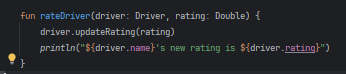 fun rateDriver(driver: Driver, rating: Double) {
driver.updateRating(rating)
println("${driver.name}'s new rating is ${driver.rating}")
}